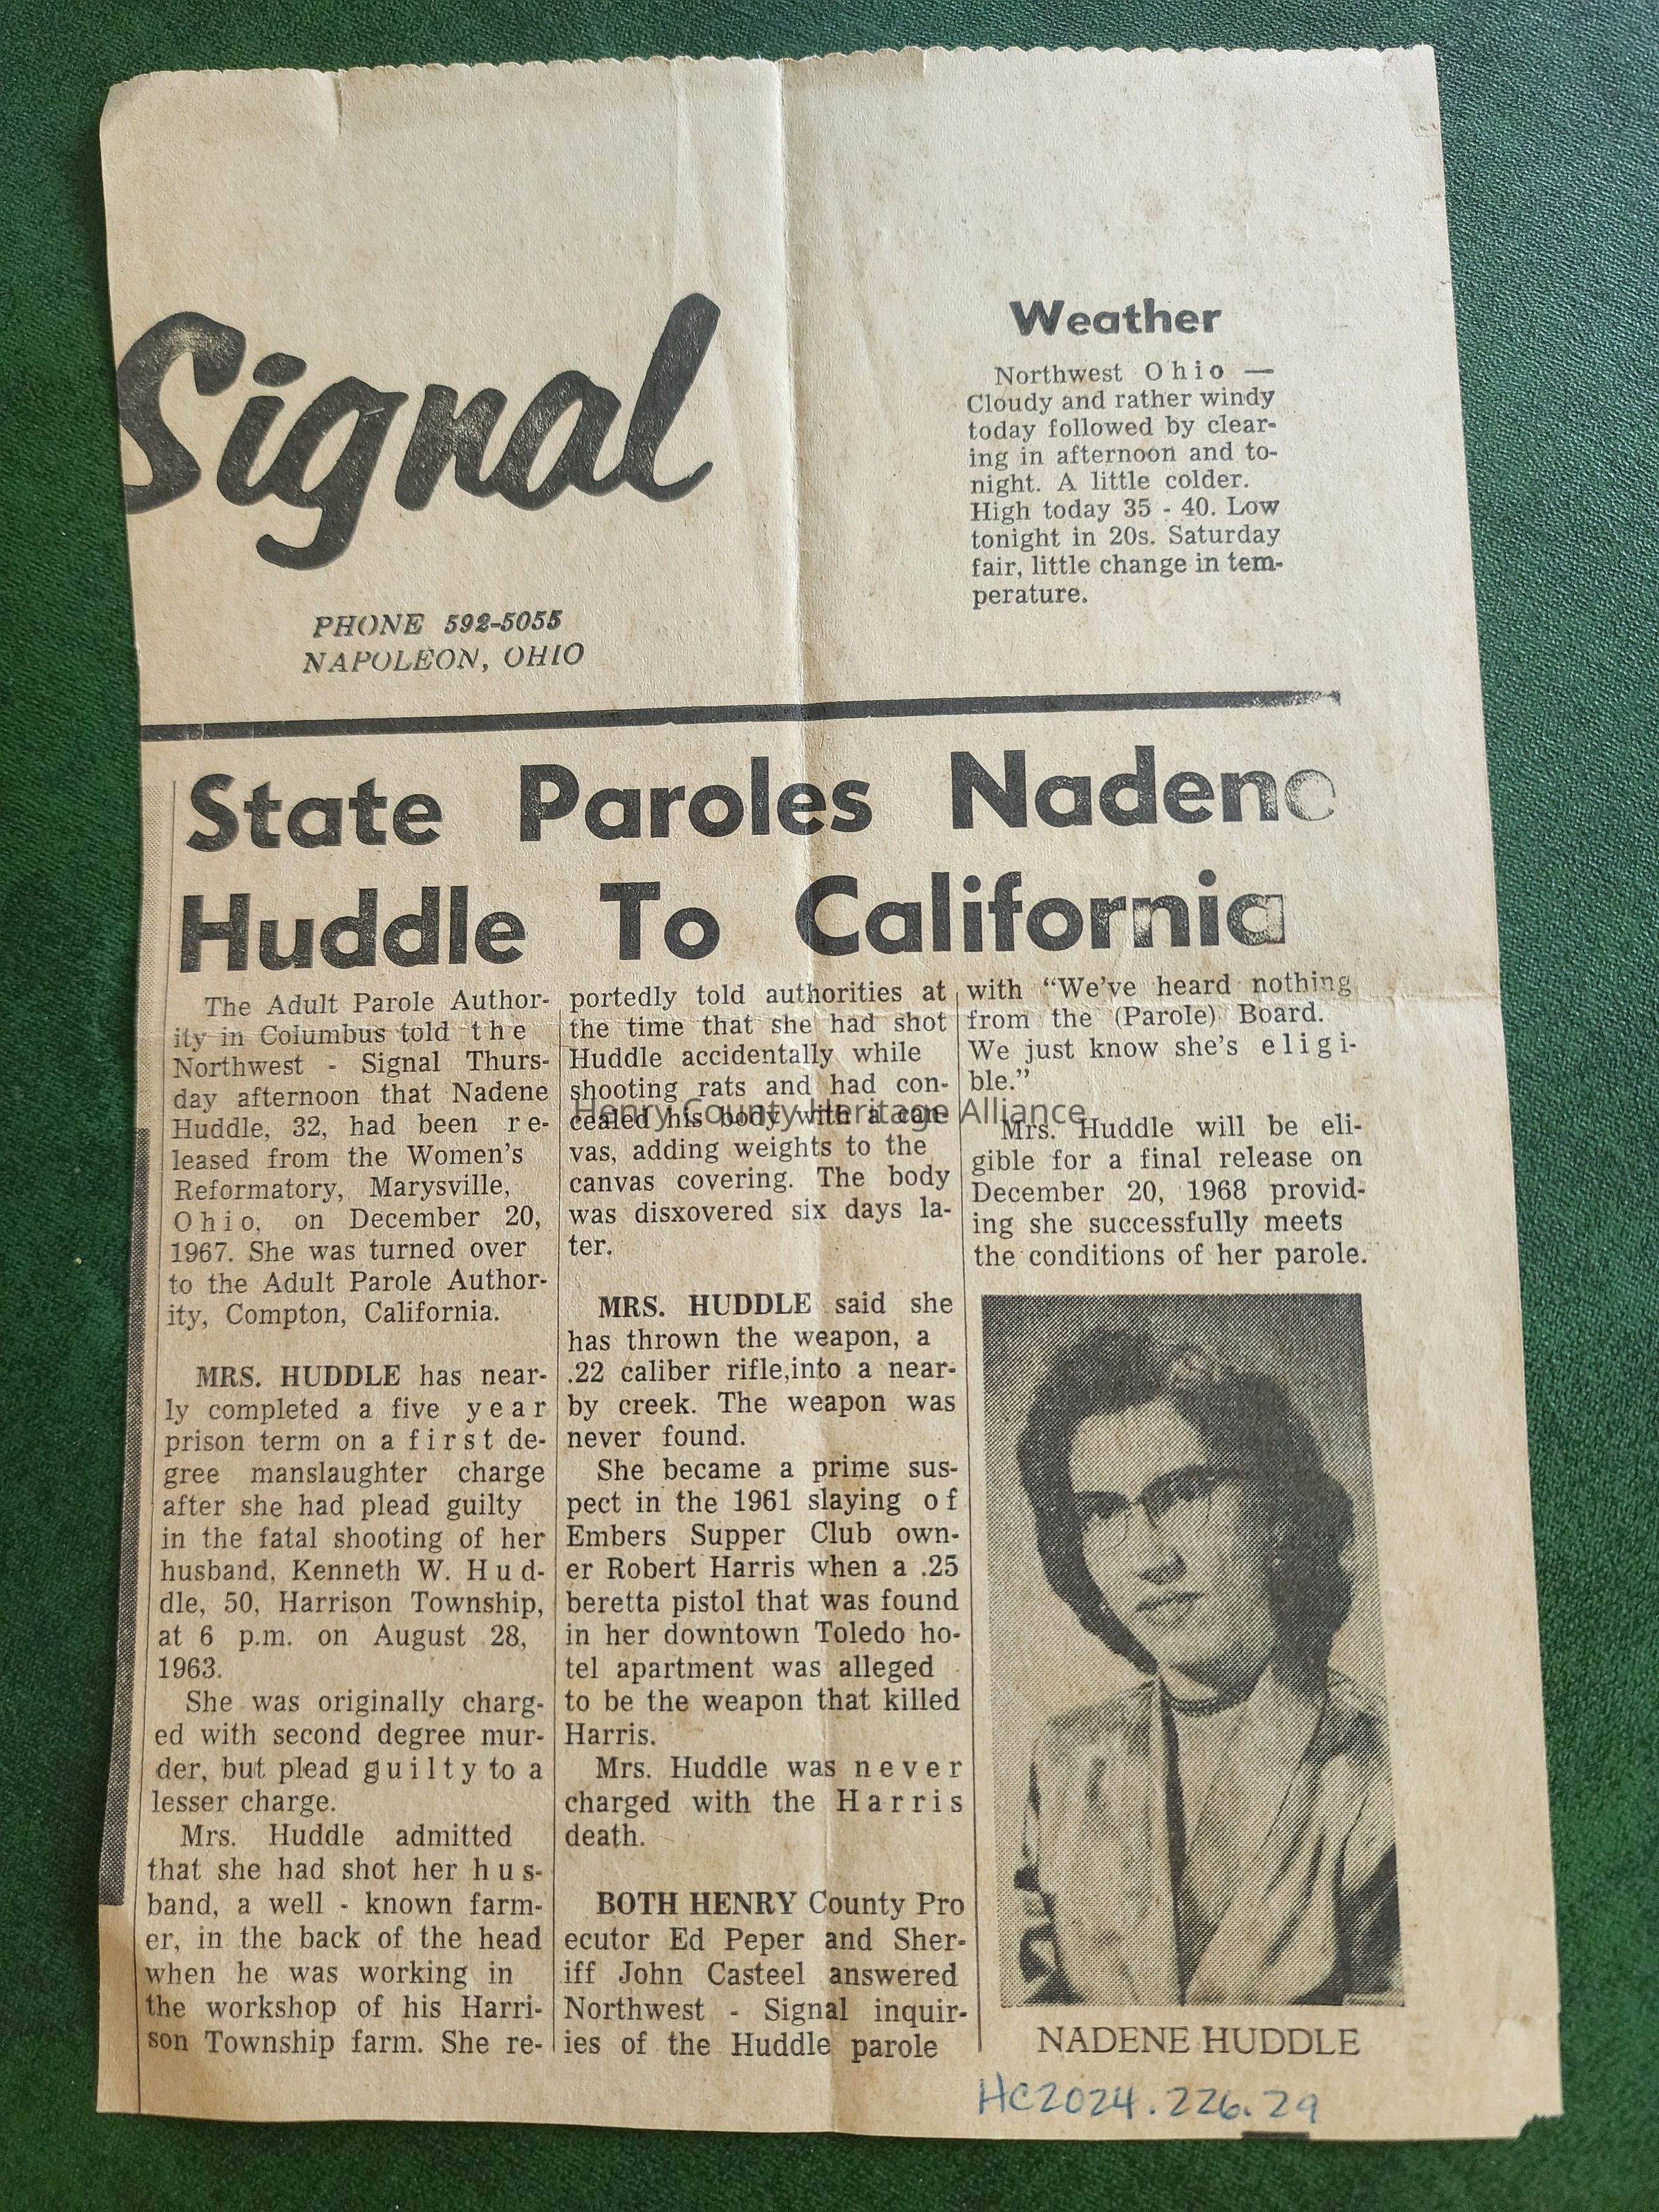 Signal
PHONE 592-5055
NAPOLEON, OHIO
Weather
Northwest Ohio —
Cloudy and rather windy
today followed by clear-
ing in afternoon and to-
night. A little colder.
High today 35 - 40. Low
tonight in 20s. Saturday
fair, little change in tem-
perature.
State Paroles Nadene
Huddle To California
The Adult Parole Author-
ity in Columbus told the
Northwest - Signal Thurs-
day afternoon that Nadene
Huddle, 32, had been re-
leased from the Women's
Reformatory, Marysville,
Ohio, on December 20,
1967. She was turned over
to the Adult Parole Author-
ity, Compton, California.
MRS. HUDDLE has near-
ly completed a five year
prison term on a first de-
gree manslaughter charge
after she had plead guilty
in the fatal shooting of her
husband, Kenneth W. Hud-
dle, 50, Harrison Township,
at 6 p.m. on August 28,
1963.
She was originally charg-
ed with second degree mur-
der, but plead guilty to a
lesser charge.
Mrs. Huddle admitted
that she had shot her hus-
band, a well - known farm-
er, in the back of the head
when he was working in
the workshop of his Harri-
son Township farm. She re-
portedly told authorities at
the time that she had shot
Huddle accidentally while
shooting rats and had con-
cealed his body with a can-
vas, adding weights to the
canvas covering. The body
was disxovered six days la-
ter.
MRS. HUDDLE said she
has thrown the weapon, a
.22 caliber rifle,into a near-
by creek. The weapon was
never found.
She became a prime sus-
pect in the 1961 slaying of
Embers Supper Club own-
er Robert Harris when a .25
beretta pistol that was found
in her downtown Toledo ho-
tel apartment was alleged
to be the weapon that killed
Harris.
Mrs. Huddle was never
charged with the Harris
death.
BOTH HENRY County Pro
ecutor Ed Peper and Sher-
iff John Casteel answered
Northwest - Signal inquir-
ies of the Huddle parole
with "We've heard nothing
from the (Parole) Board.
We just know she's eligi-
ble."
Mrs. Huddle will be eli-
gible for a final release on
December 20, 1968 provid-
ing she successfully meets
the conditions of her parole.
NADENE HUDDLE
HC2024.226.29
Henry County Heritage Alliance